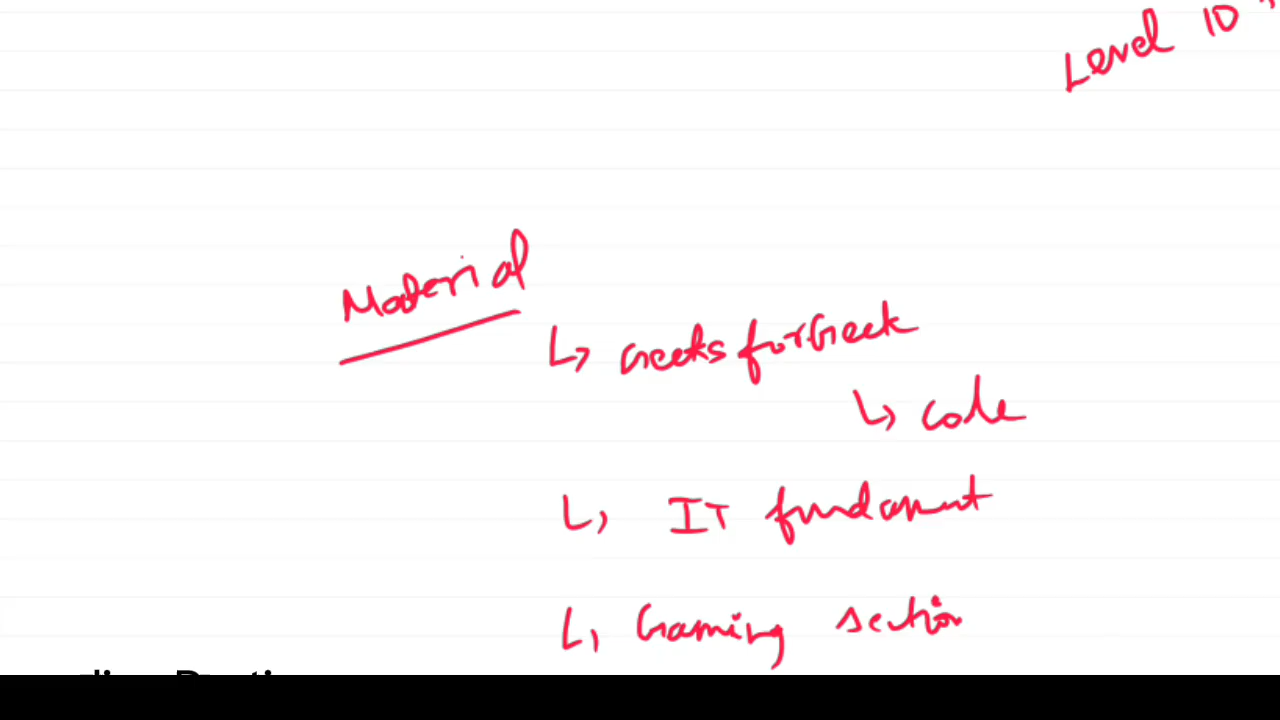 Level 10
Material
↳ GeeksforGeek
↳ code
↳ IT fundament
↳ Gaming section